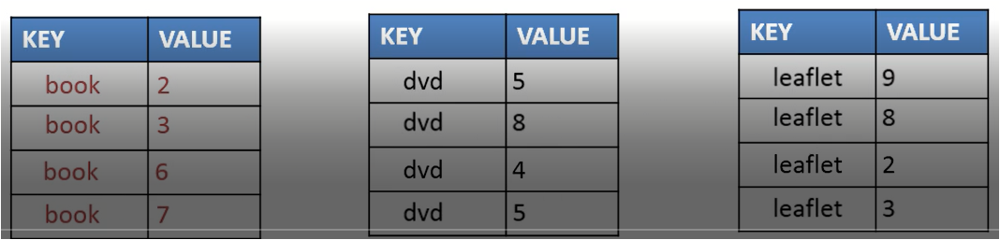 KEY VALUE
book 2
book 3
book 6
book 7
KEY VALUE
dvd 5
dvd 8
dvd 4
dvd 5
KEY VALUE
leaflet 9
leaflet 8
leaflet 2
leaflet 3